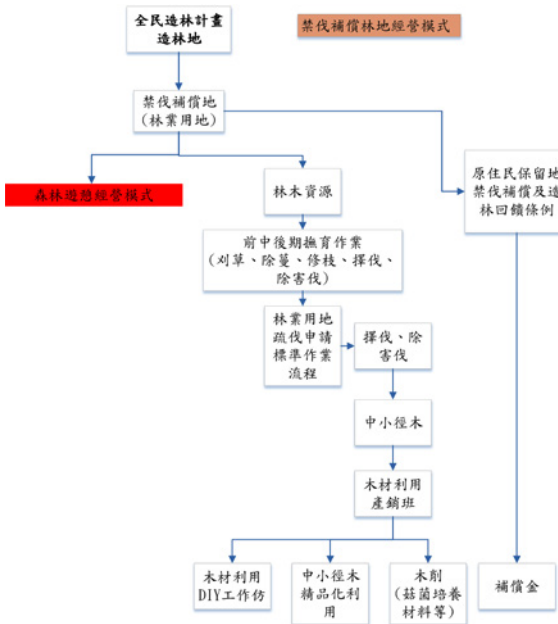 全民造林計畫
造林地
禁伐補償林地經營模式
禁伐補償地
(林業用地)
森林遊憩經營模式
林木資源
原住民保留地
禁伐補償及造
林回饋條例
前中後期撫育作業
(刈草、除蔓、修枝、擇伐、
除害伐)
林業用地
疏伐申請
標準作業
流程
擇伐、除
害伐
中小徑木
木材利用
產銷班
木材利用
DIY工作仿
中小徑木
精品化利
用
木削
(菇菌培養
材料等)
補償金